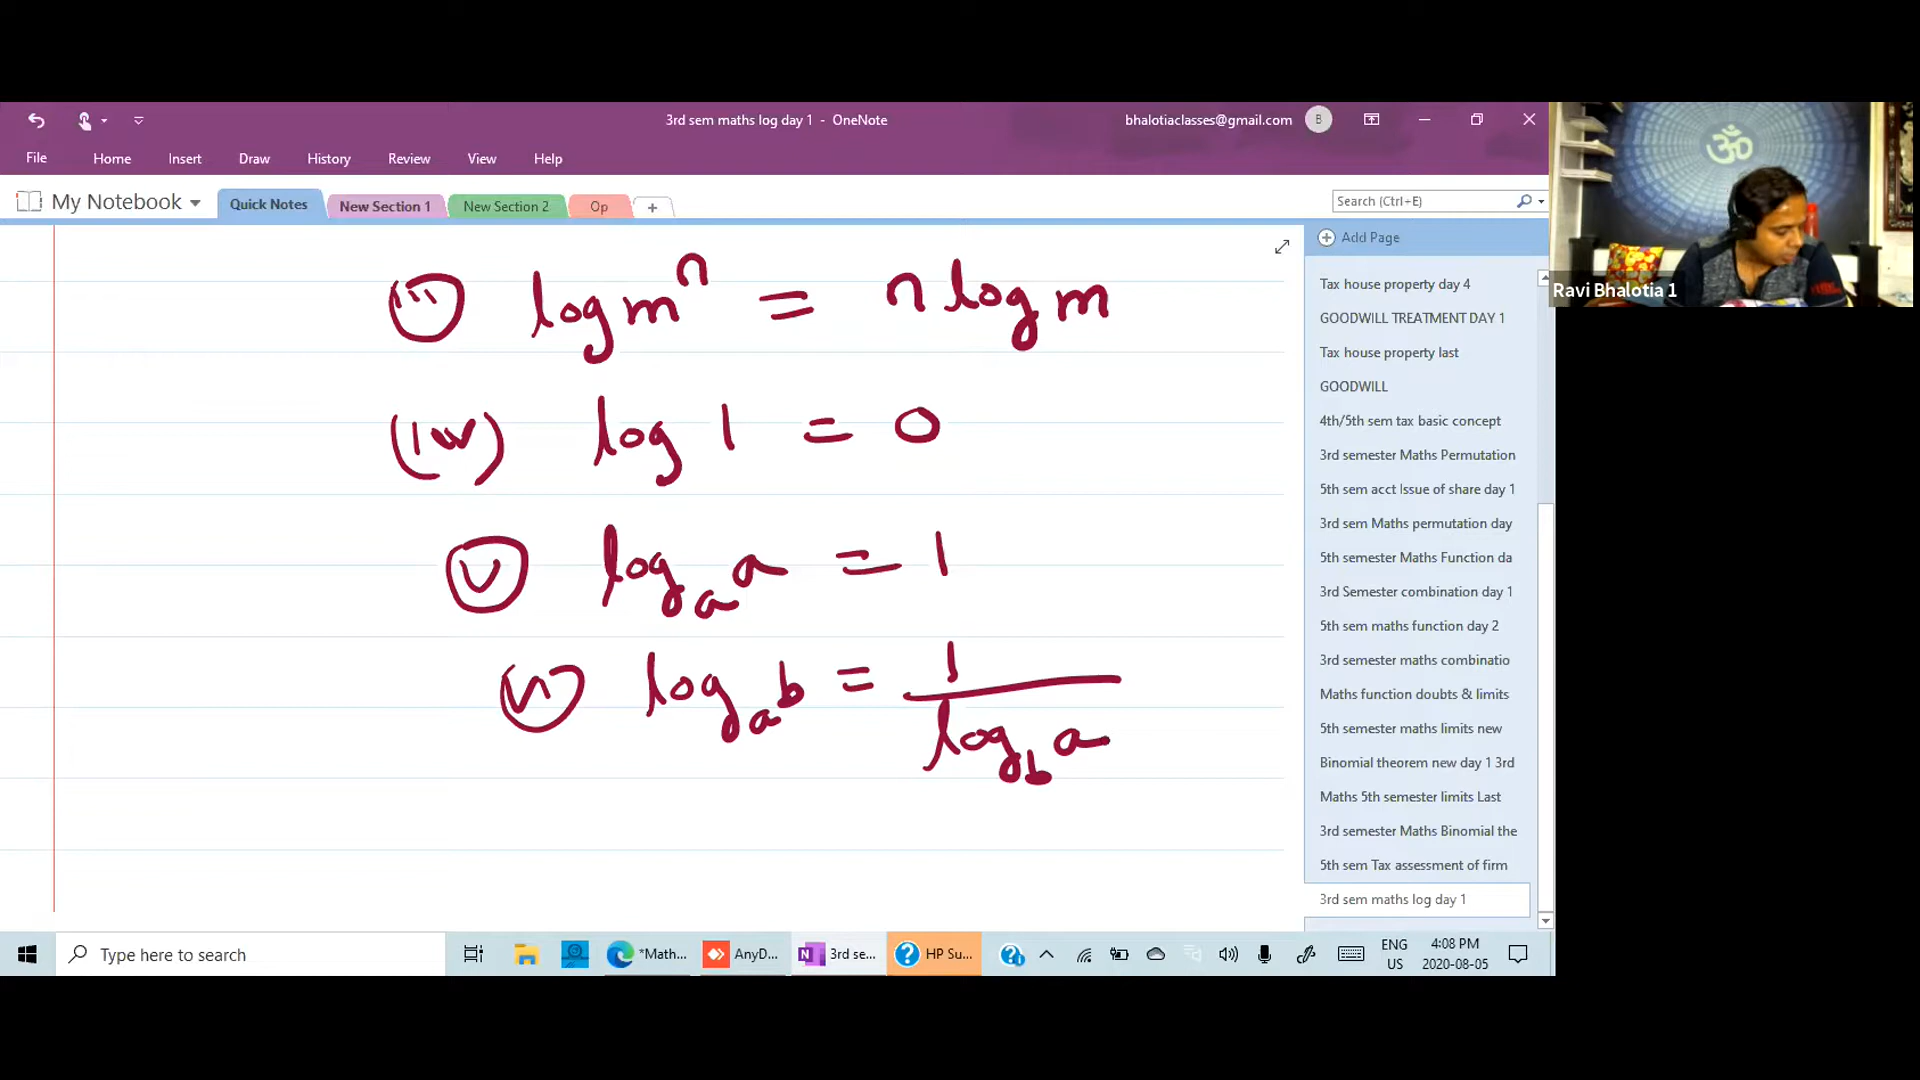 3rd sem maths log day 1 - OneNote
bhalotiaclasses@gmail.com B
File Home Insert Draw History Review View Help
My Notebook Quick Notes New Section 1 New Section 2 Op +
Search (Ctrl+E)
Add Page
(iii) log mⁿ = n log m
(iv) log 1 = 0
(v) logₐ a = 1
(vi) logₐ b = 1 / log_b a
Tax house property day 4
GOODWILL TREATMENT DAY 1
Tax house property last
GOODWILL
4th/5th sem tax basic concept
3rd semester Maths Permutation
5th sem acct Issue of share day 1
3rd sem Maths permutation day
5th semester Maths Function da
3rd Semester combination day 1
5th sem maths function day 2
3rd semester maths combinatio
Maths function doubts & limits
5th semester maths limits new
Binomial theorem new day 1 3rd
Maths 5th semester limits Last
3rd semester Maths Binomial the
5th sem Tax assessment of firm
3rd sem maths log day 1
Ravi Bhalotia 1
Type here to search
*Math... AnyD... N 3rd se... ? HP Su... ?
ENG
US
4:08 PM
2020-08-05